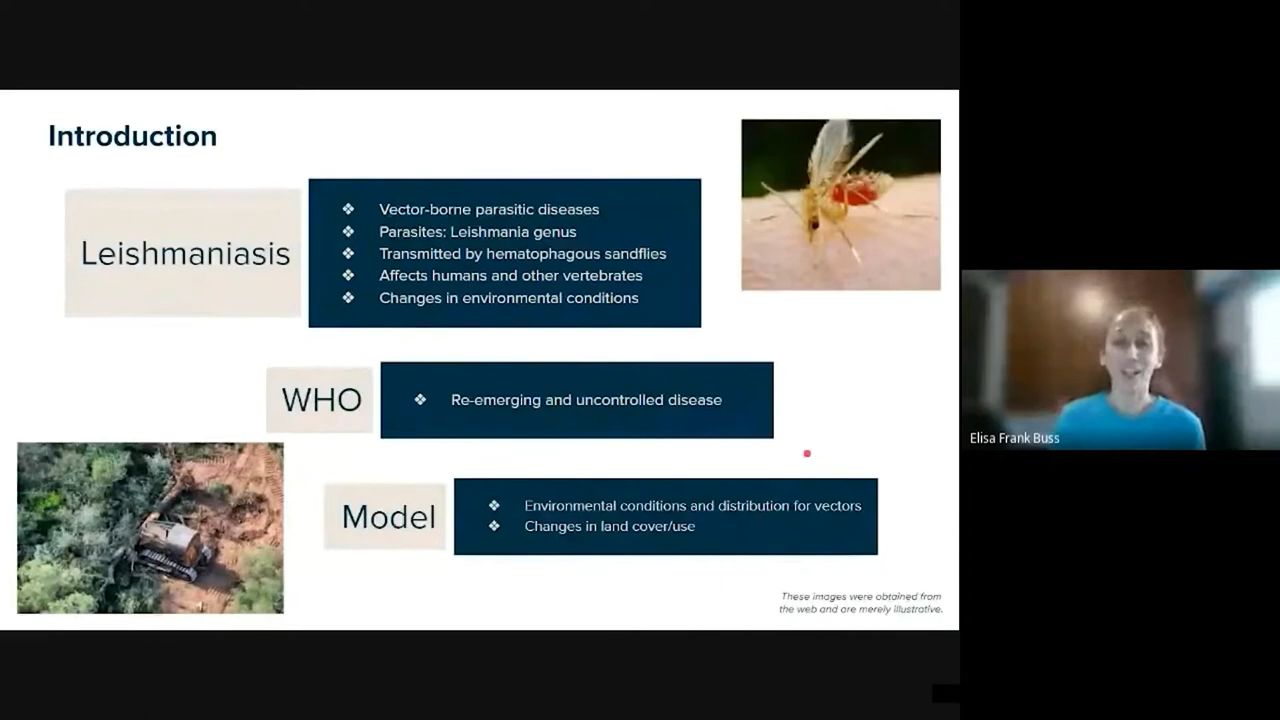 Introduction
Leishmaniasis
❖ Vector-borne parasitic diseases
❖ Parasites: Leishmania genus
❖ Transmitted by hematophagous sandflies
❖ Affects humans and other vertebrates
❖ Changes in environmental conditions
WHO
❖ Re-emerging and uncontrolled disease
Model
❖ Environmental conditions and distribution for vectors
❖ Changes in land cover/use
These images were obtained from
the web and are merely illustrative.
Elisa Frank Buss